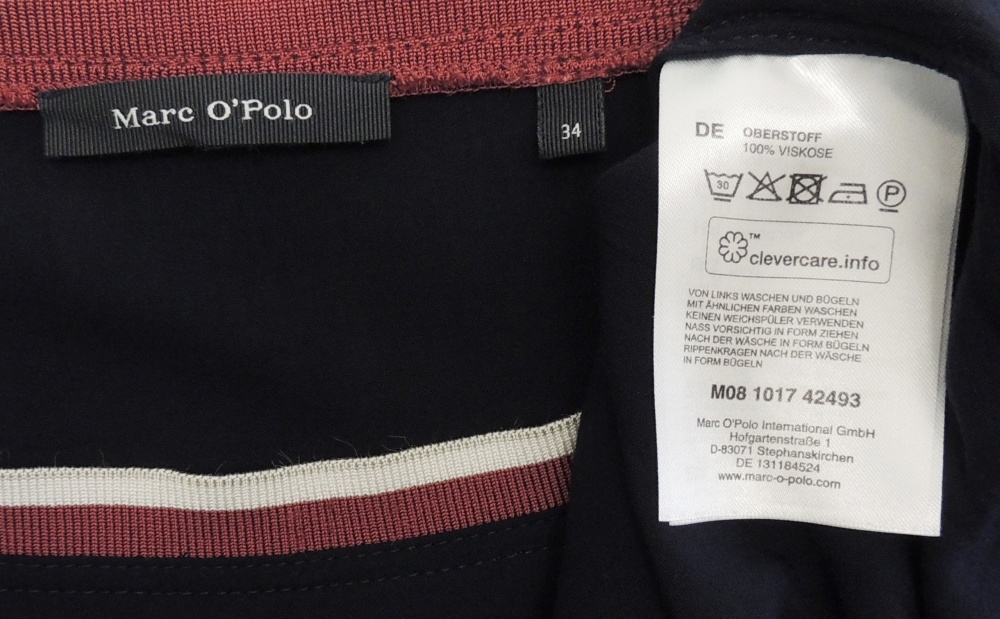 Marc O'Polo
34
DE OBERSTOFF
100% VISKOSE
30
P
™
clevercare.info
VON LINKS WASCHEN UND BÜGELN
MIT ÄHNLICHEN FARBEN WASCHEN
KEINEN WEICHSPÜLER VERWENDEN
NASS VORSICHTIG IN FORM ZIEHEN
NACH DER WÄSCHE IN FORM BÜGELN
RIPPENKRAGEN NACH DER WÄSCHE
IN FORM BÜGELN
M08 1017 42493
Marc O'Polo International GmbH
Hofgartenstraße 1
D-83071 Stephanskirchen
DE 131184524
www.marc-o-polo.com